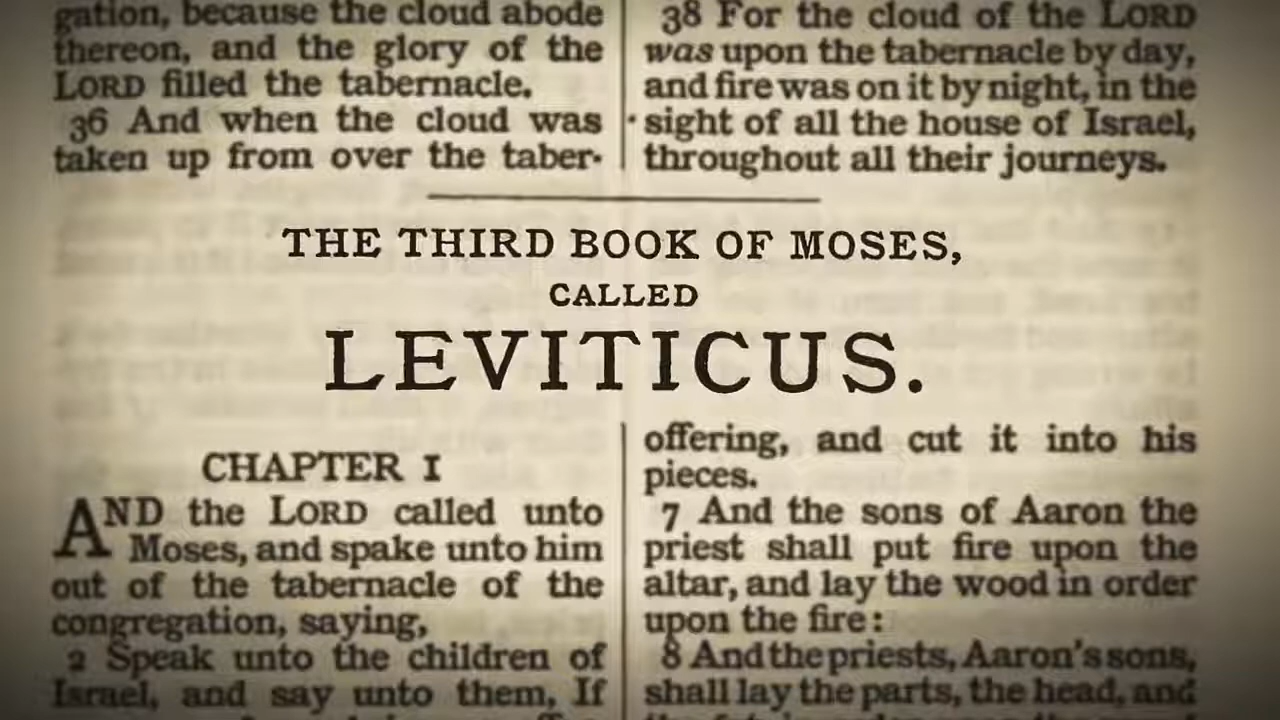 gation, because the cloud abode
thereon, and the glory of the
LORD filled the tabernacle.
36 And when the cloud was
taken up from over the taber-
38 For the cloud of the LORD
was upon the tabernacle by day,
and fire was on it by night, in the
sight of all the house of Israel,
throughout all their journeys.
THE THIRD BOOK OF MOSES,
CALLED
LEVITICUS.
CHAPTER I
AND the LORD called unto
Moses, and spake unto him
out of the tabernacle of the
congregation, saying,
2 Speak unto the children of
Israel, and say unto them, If
offering, and cut it into his
pieces.
7 And the sons of Aaron the
priest shall put fire upon the
altar, and lay the wood in order
upon the fire:
8 And the priests, Aaron's sons,
shall lay the parts, the head, and